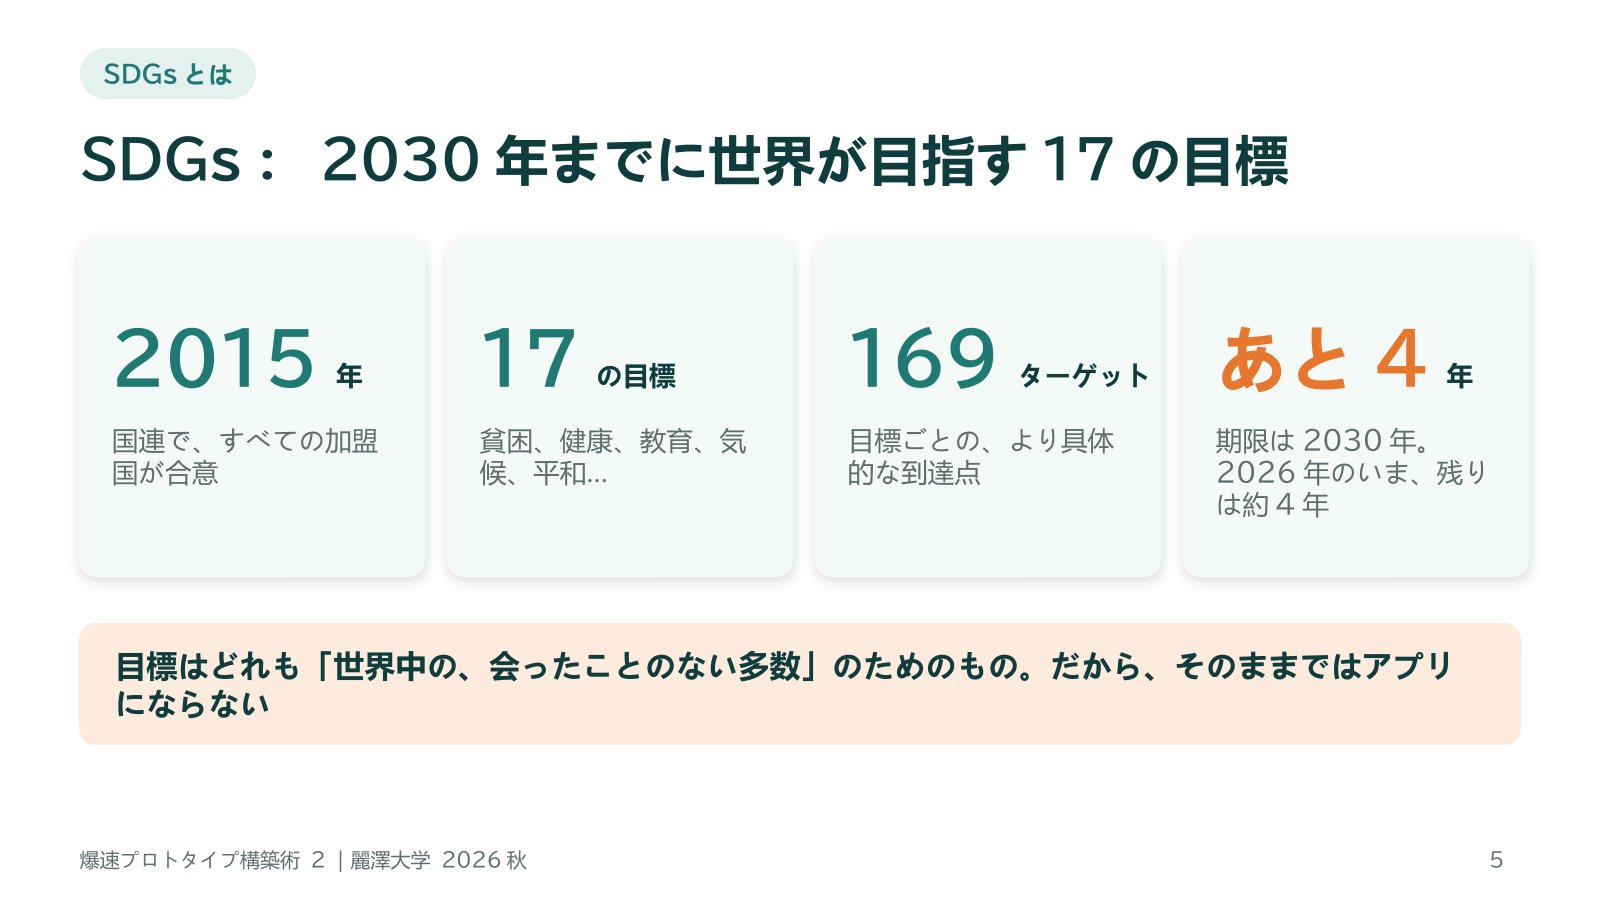 SDGs とは
SDGs： 2030 年までに世界が目指す 17 の目標
2015 年
国連で、すべての加盟
国が合意
17 の目標
貧困、健康、教育、気
候、平和…
169 ターゲット
目標ごとの、より具体
的な到達点
あと 4 年
期限は 2030 年。
2026 年のいま、残り
は約 4 年
目標はどれも「世界中の、会ったことのない多数」のためのもの。だから、そのままではアプリ
にならない
爆速プロトタイプ構築術 2 | 麗澤大学 2026 秋
5